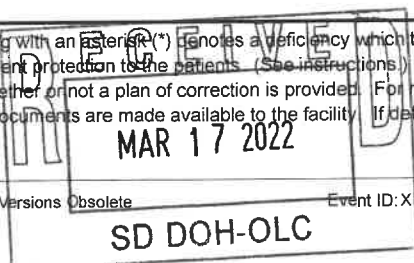 g with an asterisk (*) denotes a deficiency which t
ent protection to the patients. (See instructions.)
ether or not a plan of correction is provided. For
ocuments are made available to the facility. If de
RECEIVED
MAR 17 2022
Versions Obsolete Event ID: X
SD DOH-OLC